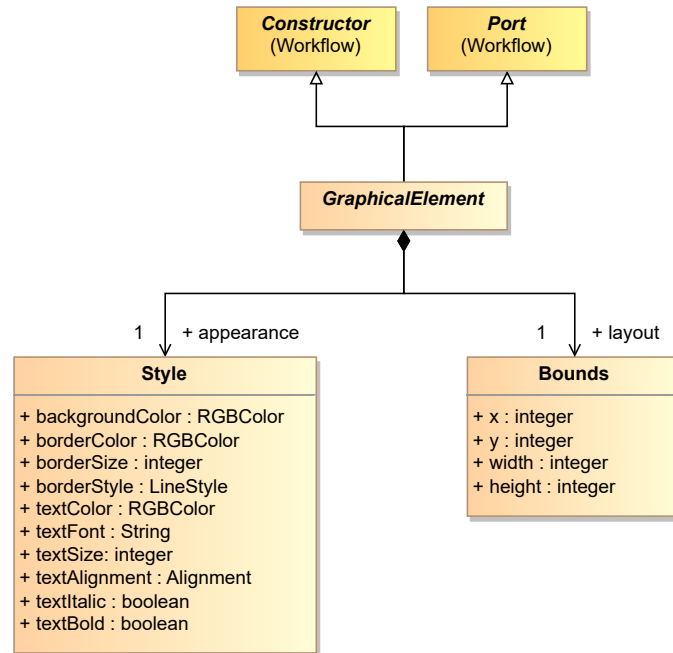 Constructor
(Workflow)
Port
(Workflow)
GraphicalElement
1 + appearance
1 + layout
Style
+ backgroundColor : RGBColor
+ borderColor : RGBColor
+ borderSize : integer
+ borderStyle : LineStyle
+ textColor : RGBColor
+ textFont : String
+ textSize: integer
+ textAlignment : Alignment
+ textItalic : boolean
+ textBold : boolean
Bounds
+ x : integer
+ y : integer
+ width : integer
+ height : integer